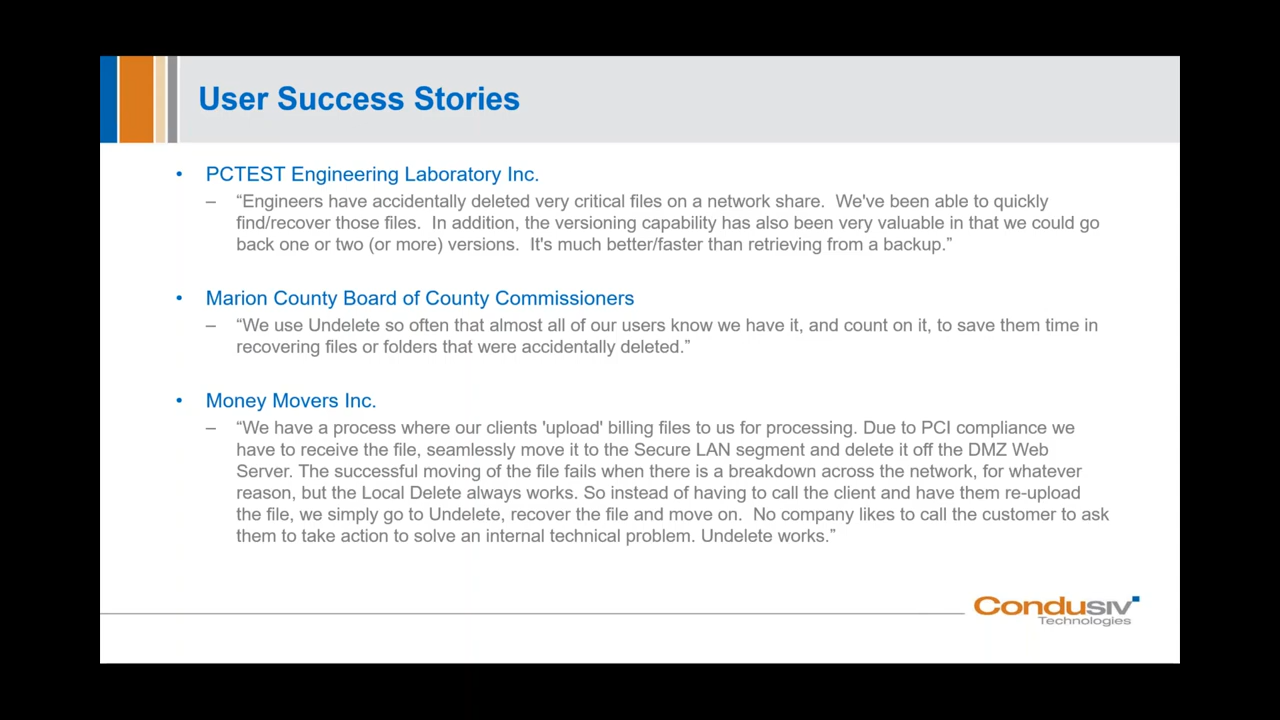 User Success Stories
• PCTEST Engineering Laboratory Inc.
– “Engineers have accidentally deleted very critical files on a network share.  We've been able to quickly
find/recover those files.  In addition, the versioning capability has also been very valuable in that we could go
back one or two (or more) versions.  It's much better/faster than retrieving from a backup.”
• Marion County Board of County Commissioners
– “We use Undelete so often that almost all of our users know we have it, and count on it, to save them time in
recovering files or folders that were accidentally deleted.”
• Money Movers Inc.
– “We have a process where our clients 'upload' billing files to us for processing. Due to PCI compliance we
have to receive the file, seamlessly move it to the Secure LAN segment and delete it off the DMZ Web
Server. The successful moving of the file fails when there is a breakdown across the network, for whatever
reason, but the Local Delete always works. So instead of having to call the client and have them re-upload
the file, we simply go to Undelete, recover the file and move on.  No company likes to call the customer to ask
them to take action to solve an internal technical problem. Undelete works.”
Condusiv
Technologies